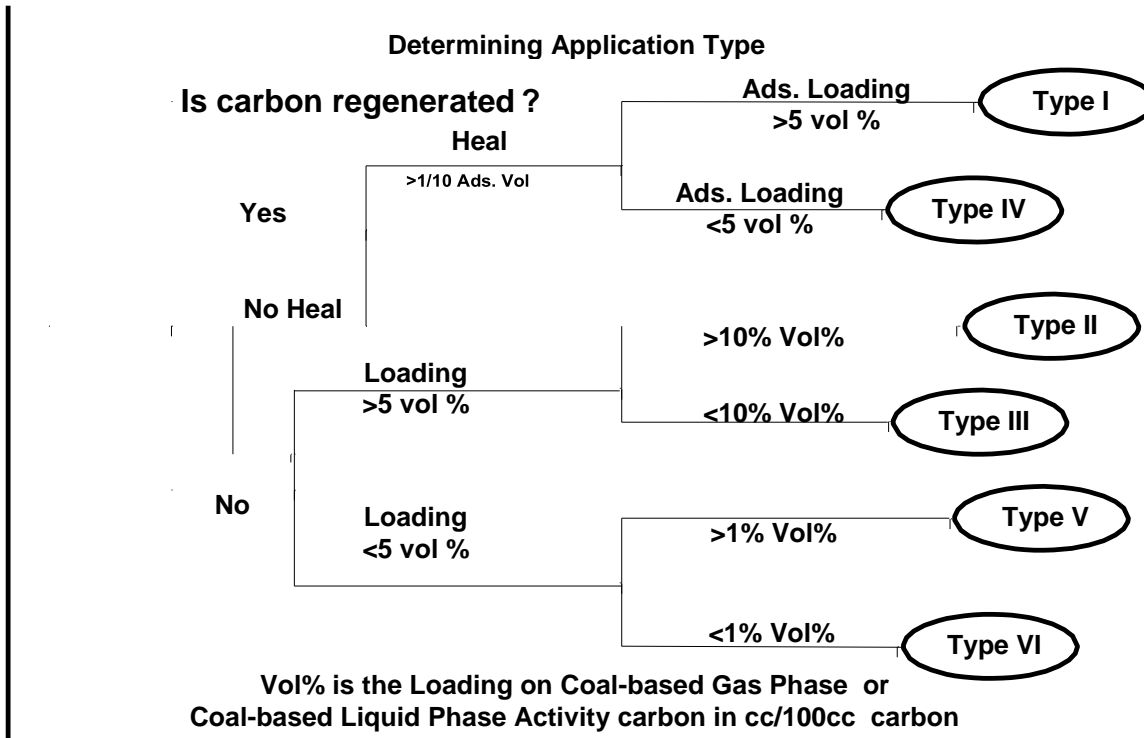 Determining Application Type
Is carbon regenerated ?
Ads. Loading
>5 vol %
Type I
Heal
>1/10 Ads. Vol
Ads. Loading
<5 vol %
Type IV
Yes
No Heal
>10% Vol%
Type II
Loading
>5 vol %
<10% Vol%
Type III
No
Loading
<5 vol %
>1% Vol%
Type V
<1% Vol%
Type VI
Vol% is the Loading on Coal-based Gas Phase or
Coal-based Liquid Phase Activity carbon in cc/100cc carbon